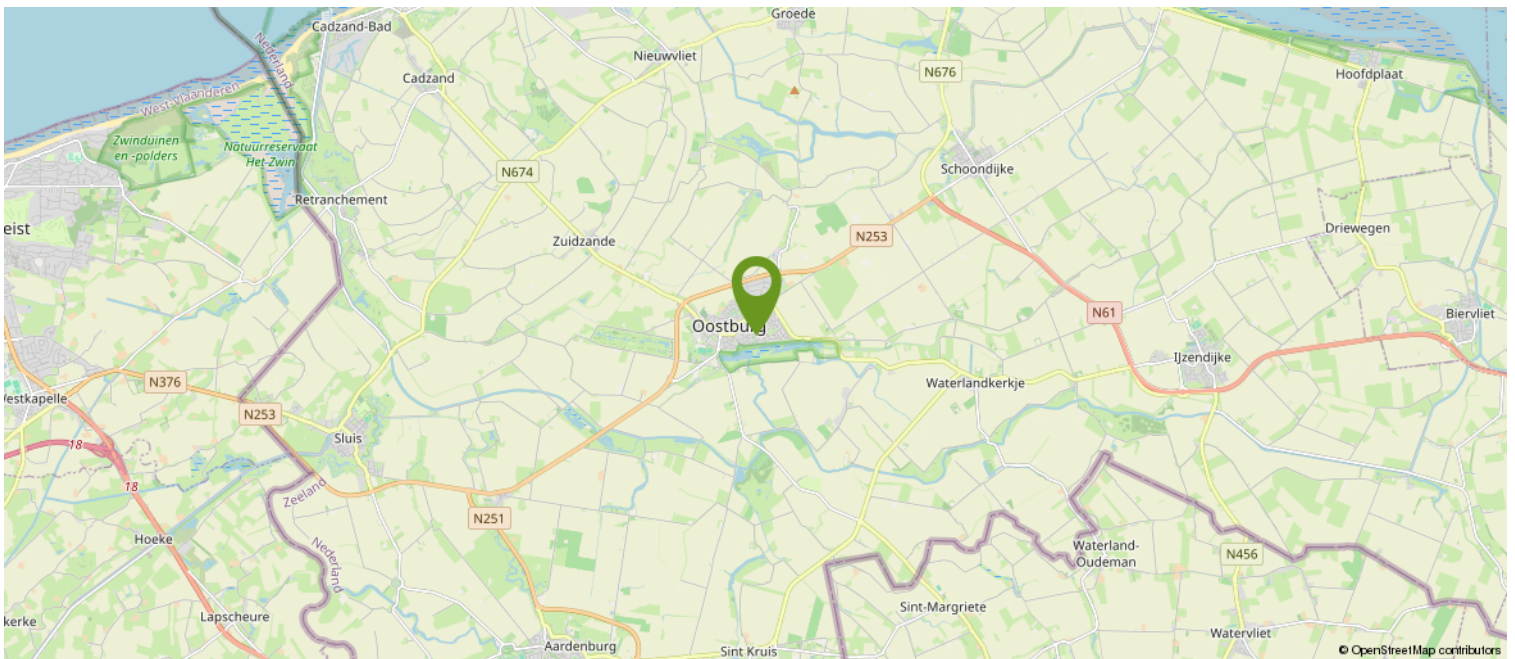 Groede
Cadzand-Bad
Nederland
Nieuwvliet
N676
Hoofdplaat
Cadzand
West-Vlaanderen
Zwinduinen
en -polders
Natuurreservaat
Het Zwin
N674
Schoondijke
Retranchement
eist
Zuidzande
N253
Driewegen
N61
Biervliet
Oostburg
IJzendijke
N376
Waterlandkerkje
Westkapelle
N253
Sluis
18
18
Zeeland
N251
Hoeke
Nederland
Waterland-
Oudeman
N456
Sint-Margriete
Lapscheure
kerke
Watervliet
Aardenburg
Sint Kruis
© OpenStreetMap contributors